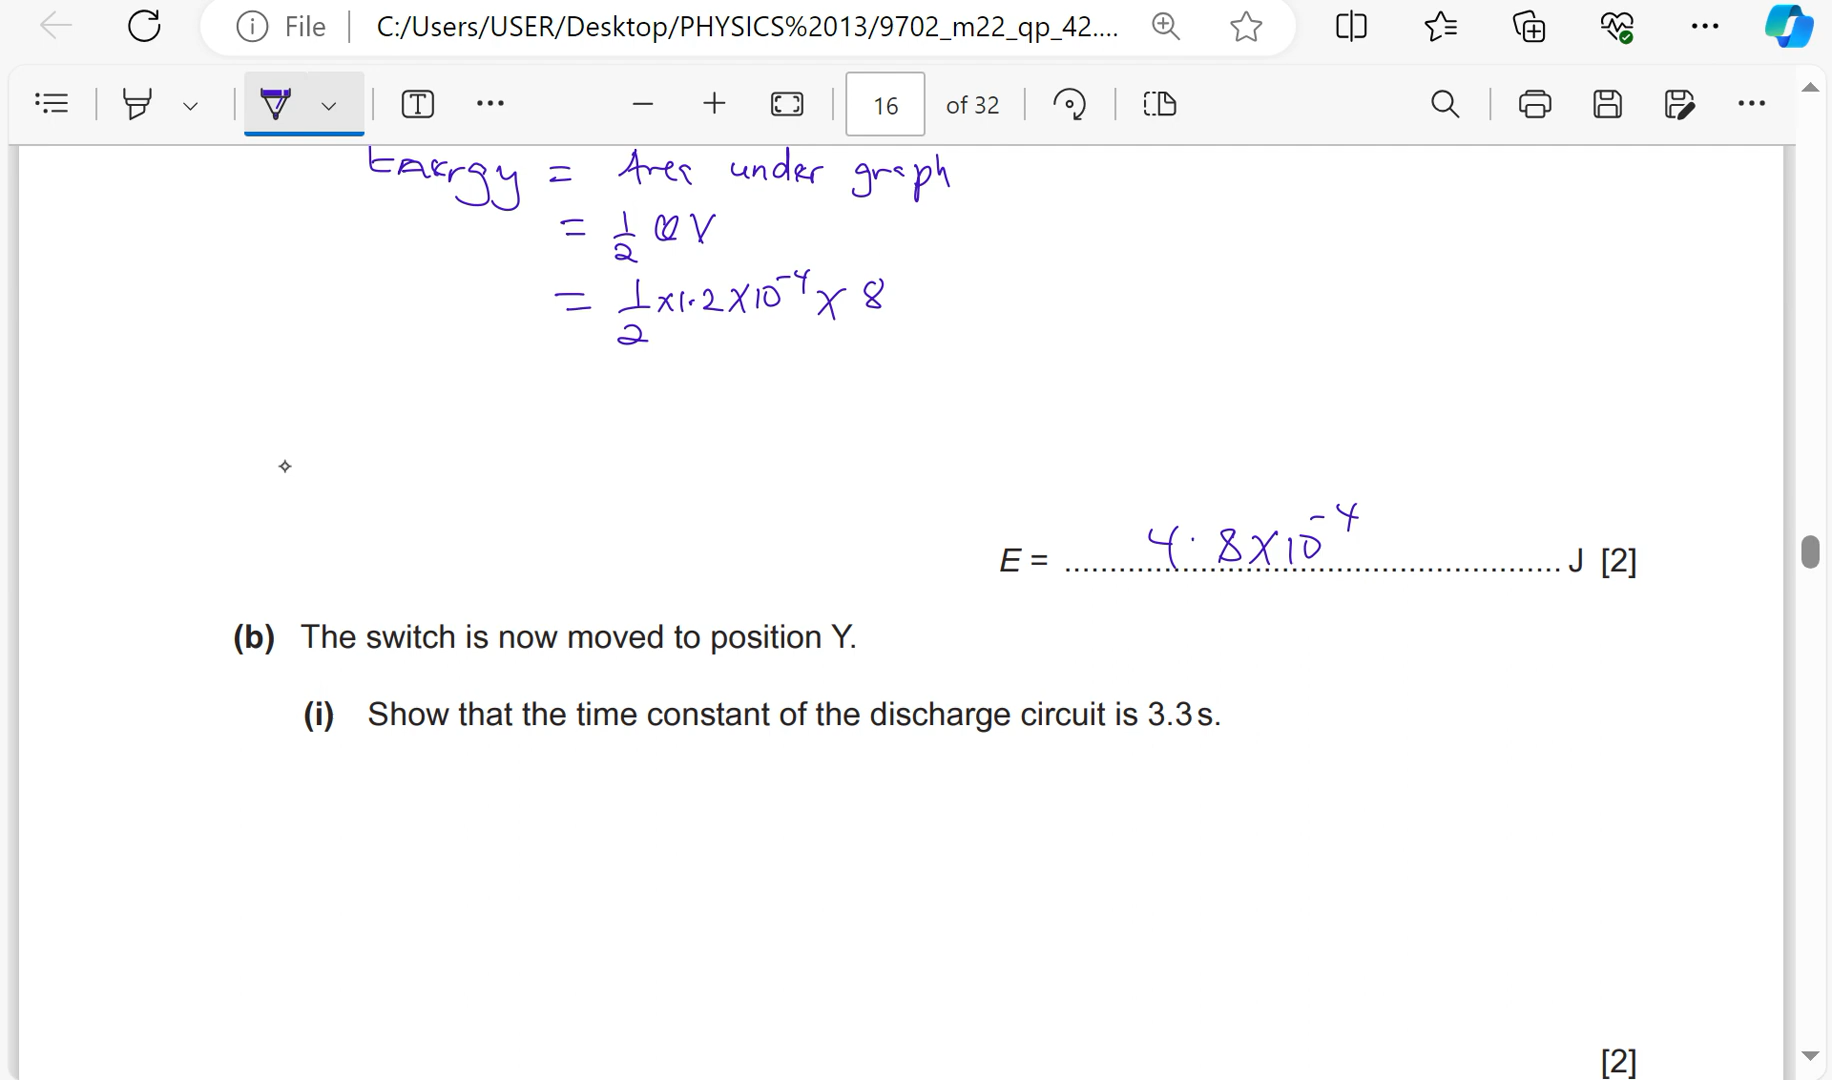 File
C:/Users/USER/Desktop/PHYSICS%2013/9702_m22_qp_42....
16 of 32
Energy = Area under graph
= 1/2 QV
= 1/2 x1.2x10^-4 x 8
E = ........ 4.8x10^-4 ........ J [2]
(b) The switch is now moved to position Y.
(i) Show that the time constant of the discharge circuit is 3.3 s.
[2]